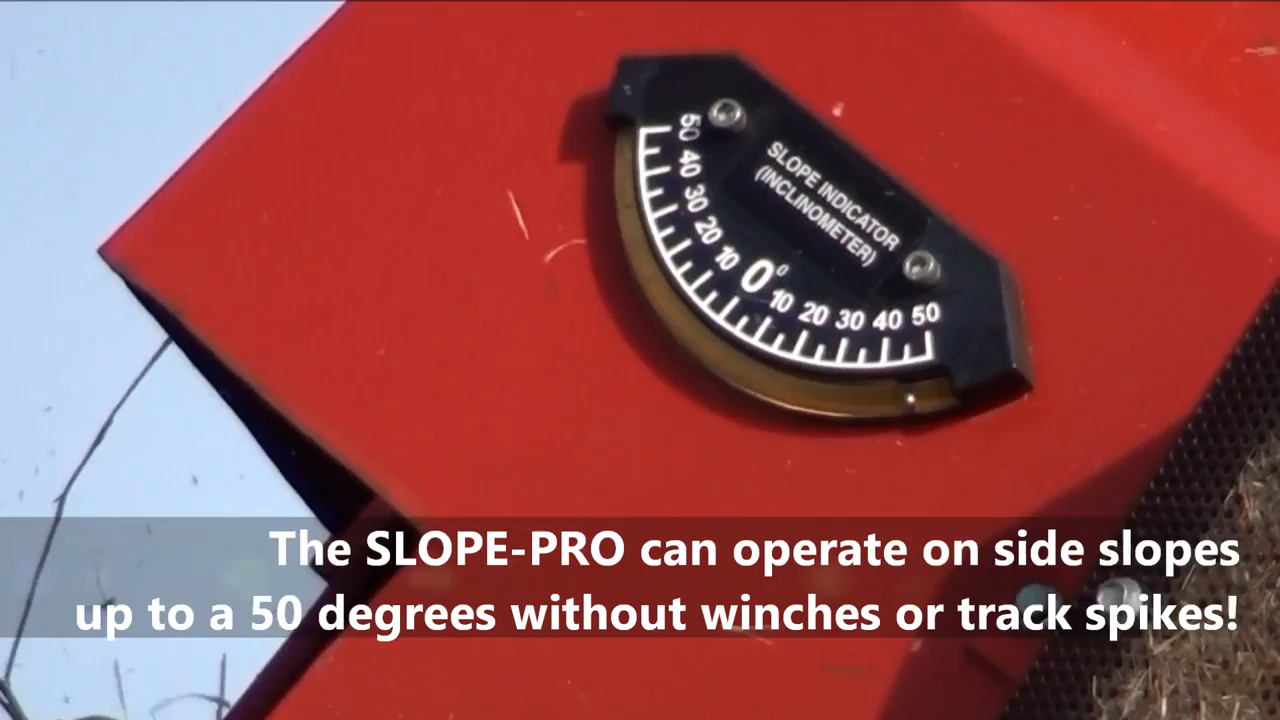 SLOPE INDICATOR
(INCLINOMETER)
50 40 30 20 10 0° 10 20 30 40 50
The SLOPE-PRO can operate on side slopes
up to a 50 degrees without winches or track spikes!